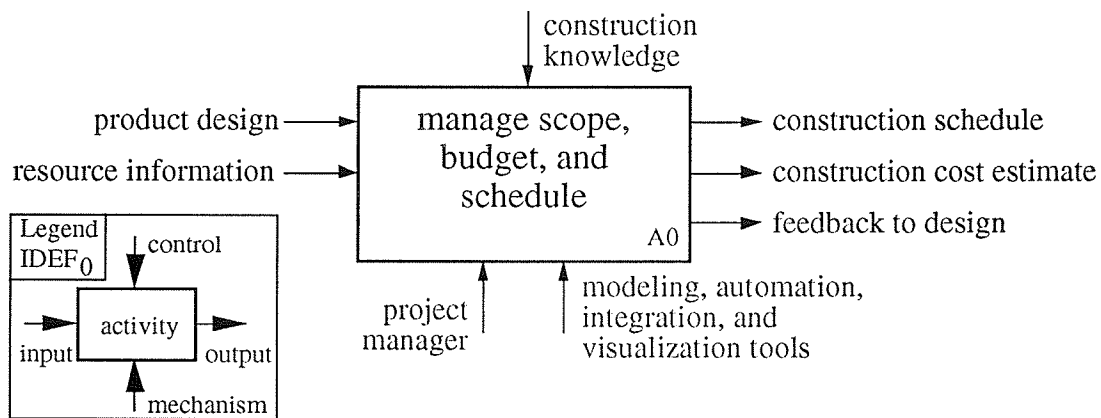 construction
knowledge
product design
resource information
manage scope,
budget, and
schedule
A0
construction schedule
construction cost estimate
feedback to design
project
manager
modeling, automation,
integration, and
visualization tools
Legend
IDEF0
control
activity
input
output
mechanism